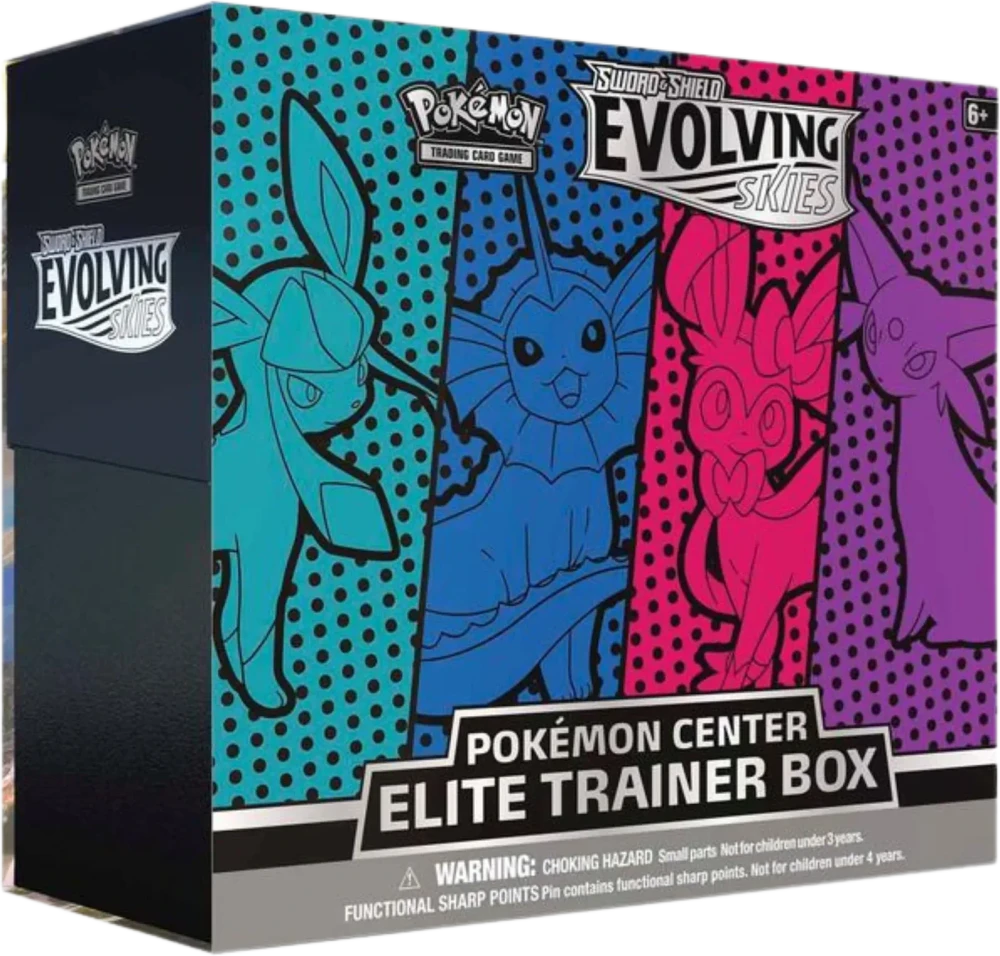 Pokémon
TRADING CARD GAME
SWORD & SHIELD
EVOLVING
SKIES
Pokémon
TRADING CARD GAME
SWORD & SHIELD
EVOLVING
SKIES
6+
POKÉMON CENTER
ELITE TRAINER BOX
WARNING: CHOKING HAZARD Small parts Not for children under 3 years.
FUNCTIONAL SHARP POINTS Pin contains functional sharp points. Not for children under 4 years.